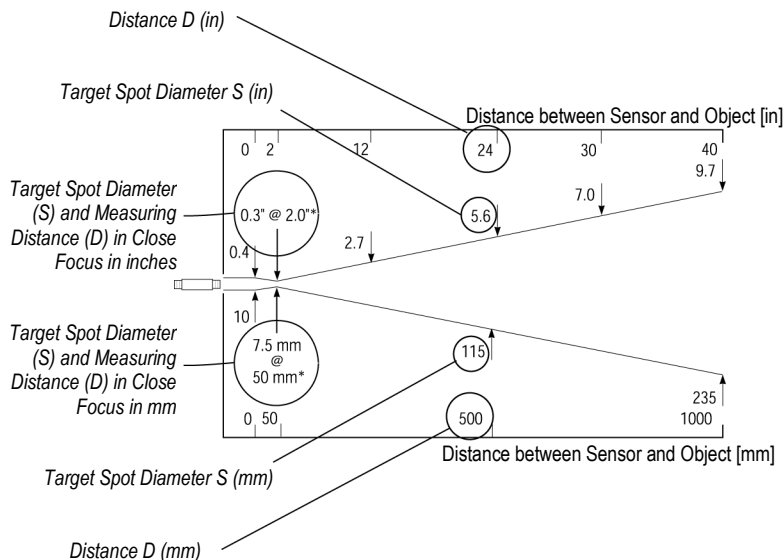 Distance D (in)
Target Spot Diameter S (in)
Distance between Sensor and Object [in]
0 2 12 24 30 40
9.7
Target Spot Diameter
(S) and Measuring
Distance (D) in Close
Focus in inches
0.3" @ 2.0"*
5.6
7.0
0.4
2.7
10
Target Spot Diameter
(S) and Measuring
Distance (D) in Close
Focus in mm
7.5 mm
@
50 mm*
115
235
0 50 500 1000
Distance between Sensor and Object [mm]
Target Spot Diameter S (mm)
Distance D (mm)